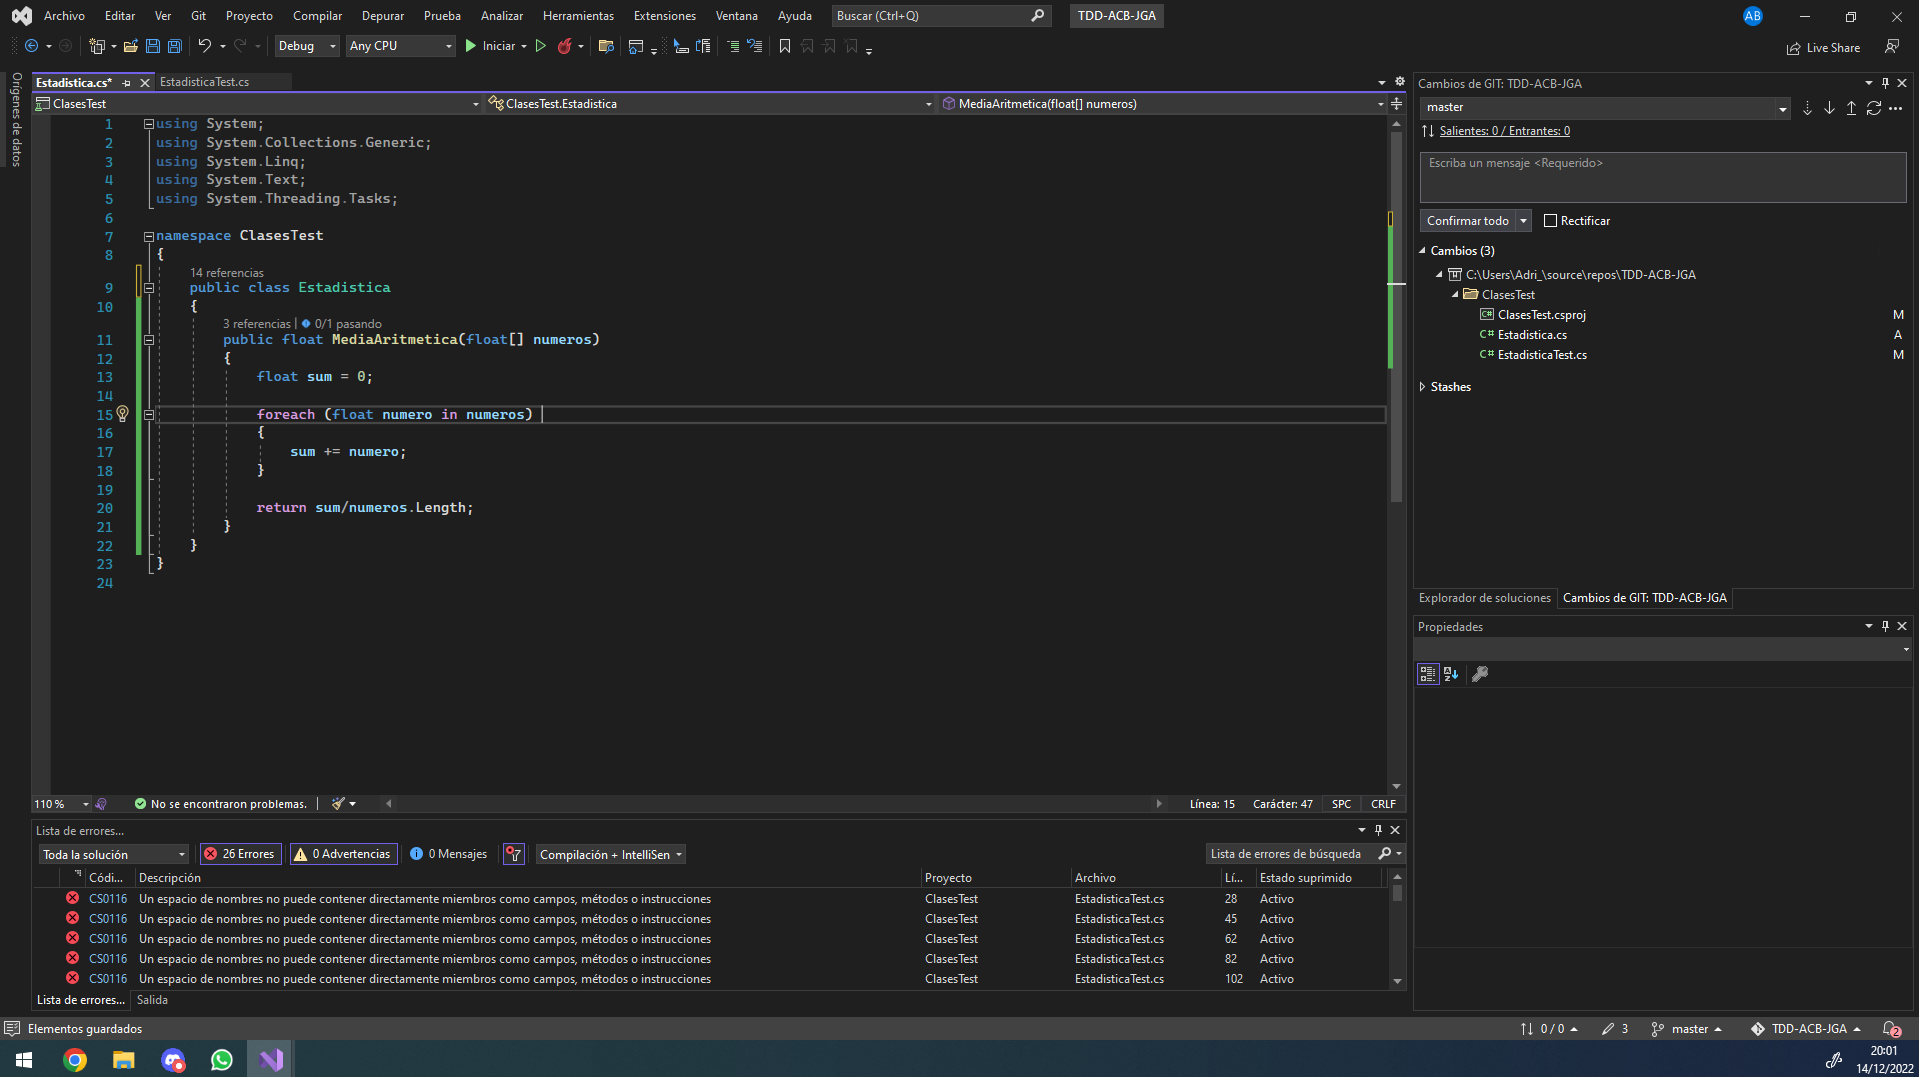 Archivo Editar Ver Git Proyecto Compilar Depurar Prueba Analizar Herramientas Extensiones Ventana Ayuda Buscar (Ctrl+Q) TDD-ACB-JGA AB
Debug Any CPU Iniciar Live Share
Orígenes de datos
Estadistica.cs* EstadisticaTest.cs
ClasesTest ClasesTest.Estadistica MediaAritmetica(float[] numeros)
1 using System;
2 using System.Collections.Generic;
3 using System.Linq;
4 using System.Text;
5 using System.Threading.Tasks;
6
7 namespace ClasesTest
8 {
14 referencias
9 public class Estadistica
10 {
3 referencias | 0/1 pasando
11 public float MediaAritmetica(float[] numeros)
12 {
13 float sum = 0;
14
15 foreach (float numero in numeros)
16 {
17 sum += numero;
18 }
19
20 return sum/numeros.Length;
21 }
22 }
23 }
24
110 % No se encontraron problemas. Línea: 15 Carácter: 47 SPC CRLF
Lista de errores...
Toda la solución 26 Errores 0 Advertencias 0 Mensajes Compilación + IntelliSen Lista de errores de búsqueda
Códi... Descripción Proyecto Archivo Lí... Estado suprimido
CS0116 Un espacio de nombres no puede contener directamente miembros como campos, métodos o instrucciones ClasesTest EstadisticaTest.cs 28 Activo
CS0116 Un espacio de nombres no puede contener directamente miembros como campos, métodos o instrucciones ClasesTest EstadisticaTest.cs 45 Activo
CS0116 Un espacio de nombres no puede contener directamente miembros como campos, métodos o instrucciones ClasesTest EstadisticaTest.cs 62 Activo
CS0116 Un espacio de nombres no puede contener directamente miembros como campos, métodos o instrucciones ClasesTest EstadisticaTest.cs 82 Activo
CS0116 Un espacio de nombres no puede contener directamente miembros como campos, métodos o instrucciones ClasesTest EstadisticaTest.cs 102 Activo
Lista de errores... Salida
Cambios de GIT: TDD-ACB-JGA
master
Salientes: 0 / Entrantes: 0
Escriba un mensaje <Requerido>
Confirmar todo Rectificar
Cambios (3)
C:\Users\Adri_\source\repos\TDD-ACB-JGA
ClasesTest
ClasesTest.csproj M
C# Estadistica.cs A
C# EstadisticaTest.cs M
Stashes
Explorador de soluciones Cambios de GIT: TDD-ACB-JGA
Propiedades
Elementos guardados 0 / 0 3 master TDD-ACB-JGA 2
20:01
14/12/2022